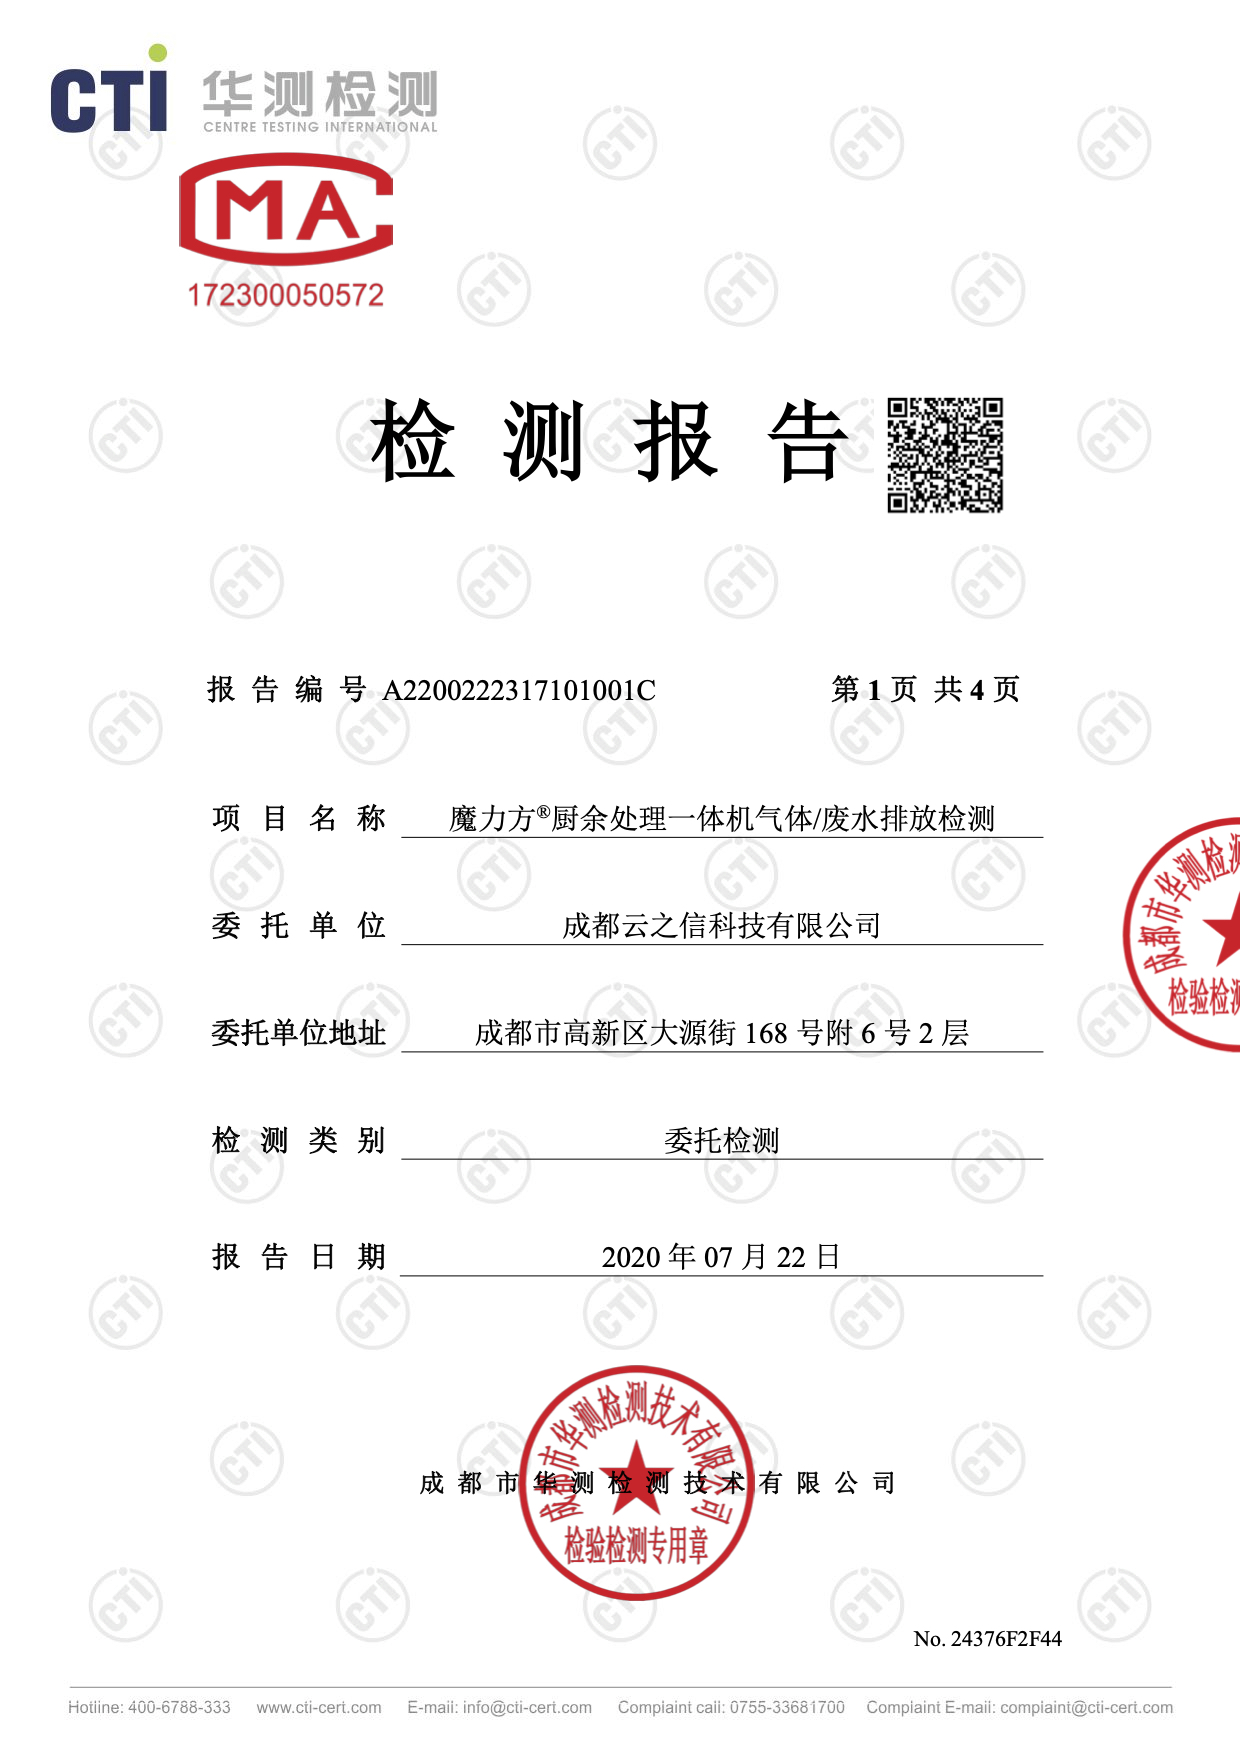 CTI 华测检测
CENTRE TESTING INTERNATIONAL
MA
172300050572
检测报告
报告编号 A2200222317101001C 第1页 共4页
项目名称 魔力方®厨余处理一体机气体/废水排放检测
委托单位 成都云之信科技有限公司
委托单位地址 成都市高新区大源街 168 号附 6 号 2 层
检测类别 委托检测
报告日期 2020 年 07 月 22 日
成都市华测检测技术有限公司
成都市华测检测技术有限公司
检验检测专用章
成都市华测检测
检验检测
No. 24376F2F44
Hotline: 400-6788-333 www.cti-cert.com E-mail: info@cti-cert.com Complaint call: 0755-33681700 Complaint E-mail: complaint@cti-cert.com